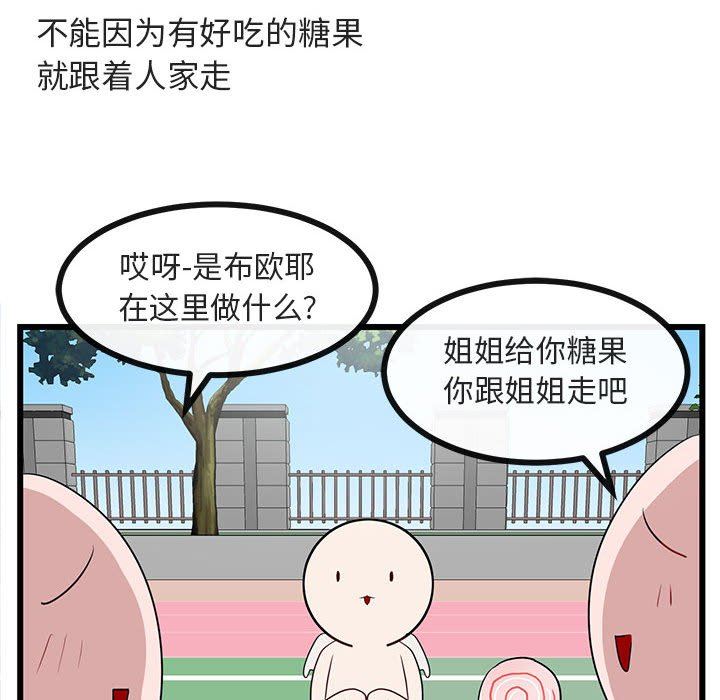 不能因为有好吃的糖果
就跟着人家走
哎呀-是布欧耶
在这里做什么?
姐姐给你糖果
你跟姐姐走吧